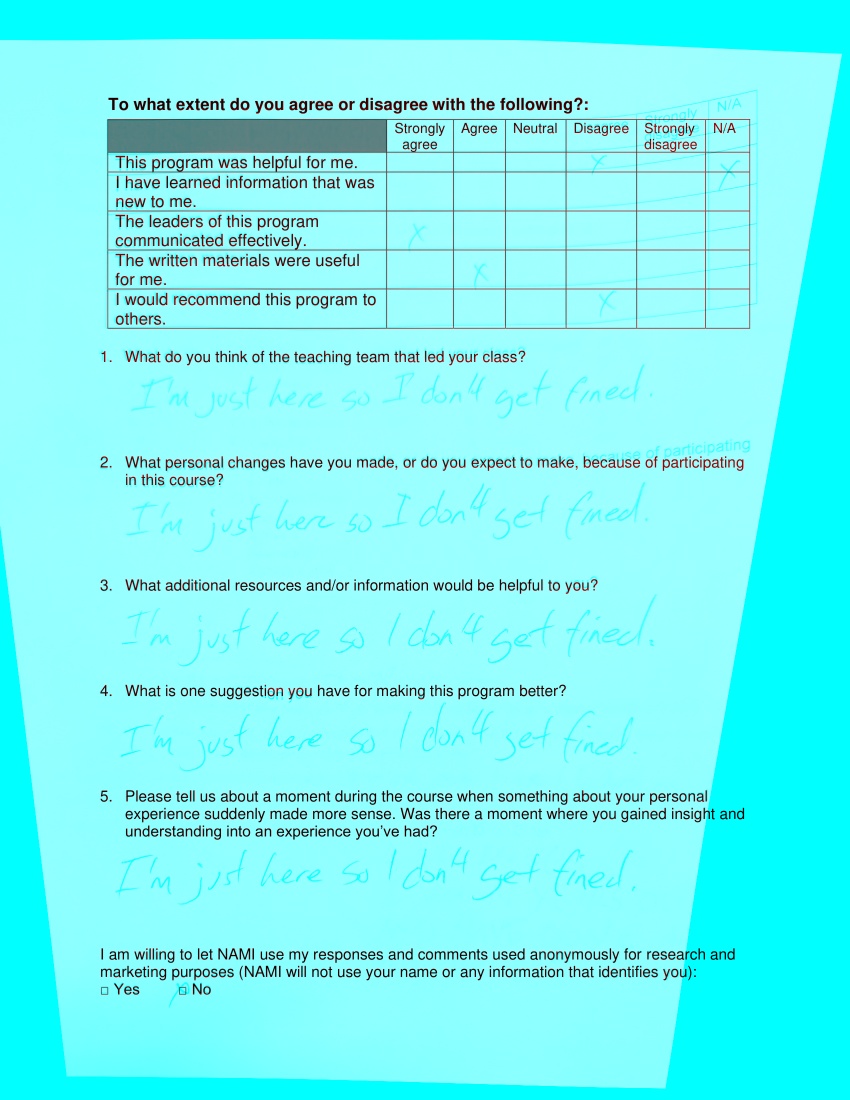 To what extent do you agree or disagree with the following?:
Strongly agree Agree Neutral Disagree Strongly disagree N/A
This program was helpful for me. X
I have learned information that was
new to me. X
The leaders of this program
communicated effectively. X
The written materials were useful
for me. X
I would recommend this program to
others. X
1. What do you think of the teaching team that led your class?
I'm just here so I don't get fined.
2. What personal changes have you made, or do you expect to make, because of participating
in this course?
I'm just here so I don't get fined.
3. What additional resources and/or information would be helpful to you?
I'm just here so I don't get fined.
4. What is one suggestion you have for making this program better?
I'm just here so I don't get fined.
5. Please tell us about a moment during the course when something about your personal
experience suddenly made more sense. Was there a moment where you gained insight and
understanding into an experience you've had?
I'm just here so I don't get fined.
I am willing to let NAMI use my responses and comments used anonymously for research and
marketing purposes (NAMI will not use your name or any information that identifies you):
□ Yes □ No